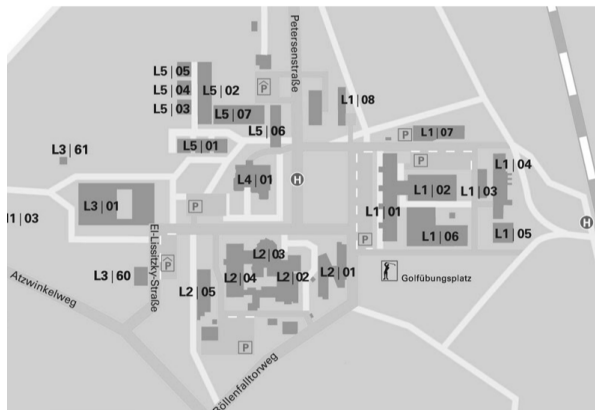 Petersenstraße
L5 | 05
L5 | 04
L5 | 02
L5 | 03
L5 | 07
L5 | 06
L5 | 01
P
L1 | 08
P
L1 | 07
P
L3 | 61
L4 | 01
H
L1 | 04
L1 | 02
L1 | 03
L3 | 01
P
L1 | 01
1 | 03
H
L1 | 06
L1 | 05
P
El-Lissitzky-Straße
P
L2 | 03
L3 | 60
L2 | 04
L2 | 02
L2 | 01
Golfübungsplatz
Atzwinkelweg
L2 | 05
P
Böllenfalltorweg